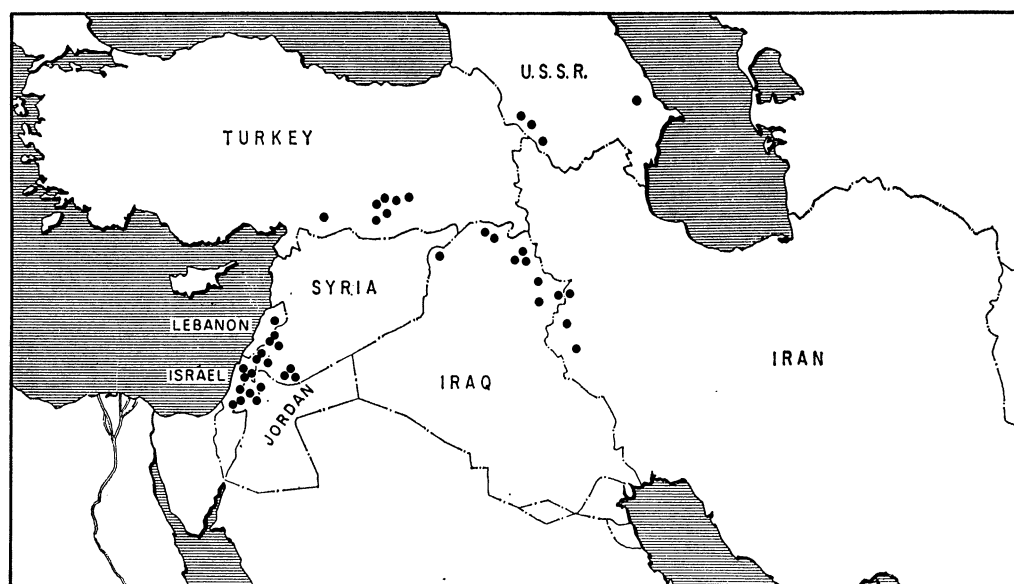 U.S.S.R.
TURKEY
SYRIA
LEBANON
ISRAEL
JORDAN
IRAQ
IRAN